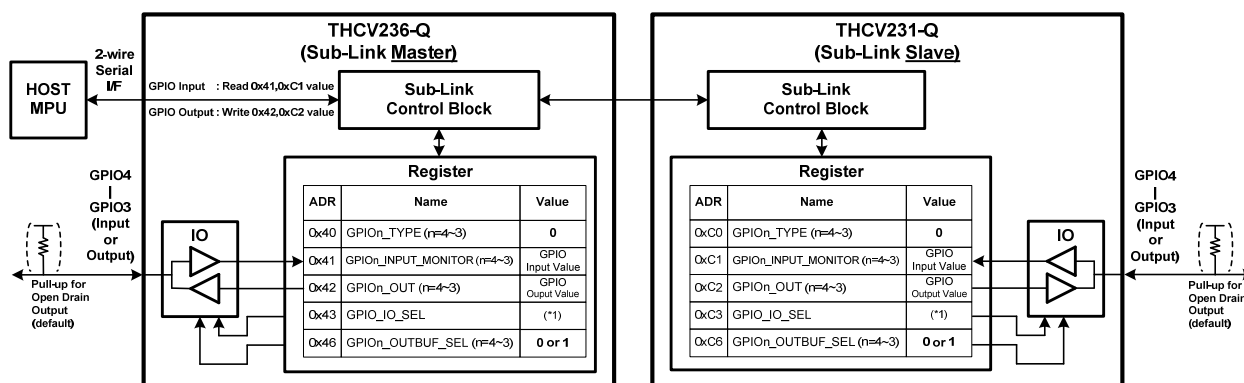 THCV236-Q
(Sub-Link Master)
2-wire
Serial
I/F
HOST
MPU
GPIO Input : Read 0x41,0xC1 value
GPIO Output : Write 0x42,0xC2 value
Sub-Link
Control Block
Register
ADR Name Value
0x40 GPIOn_TYPE (n=4~3) 0
0x41 GPIOn_INPUT_MONITOR (n=4~3) GPIO
Input Value
0x42 GPIOn_OUT (n=4~3) GPIO
Ouput Value
0x43 GPIO_IO_SEL (*1)
0x46 GPIOn_OUTBUF_SEL (n=4~3) 0 or 1
GPIO4
|
GPIO3
(Input
or
Output)
IO
Pull-up for
Open Drain
Output
(default)
THCV231-Q
(Sub-Link Slave)
Sub-Link
Control Block
Register
ADR Name Value
0xC0 GPIOn_TYPE (n=4~3) 0
0xC1 GPIOn_INPUT_MONITOR (n=4~3) GPIO
Input Value
0xC2 GPIOn_OUT (n=4~3) GPIO
Output Value
0xC3 GPIO_IO_SEL (*1)
0xC6 GPIOn_OUTBUF_SEL (n=4~3) 0 or 1
IO
GPIO4
|
GPIO3
(Input
or
Output)
Pull-up for
Open Drain
Output
(default)